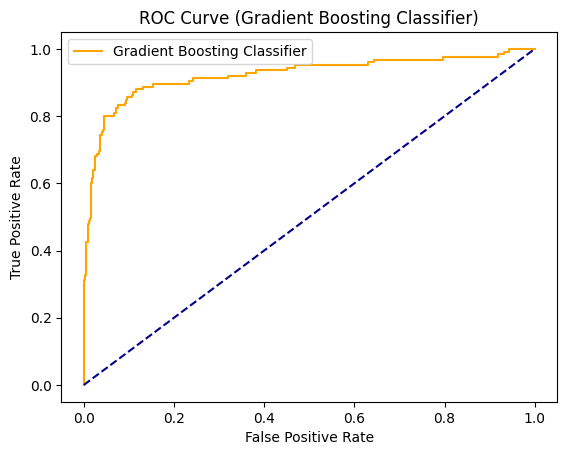 ROC Curve (Gradient Boosting Classifier)
Gradient Boosting Classifier
True Positive Rate
1.0
0.8
0.6
0.4
0.2
0.0
0.0 0.2 0.4 0.6 0.8 1.0
False Positive Rate